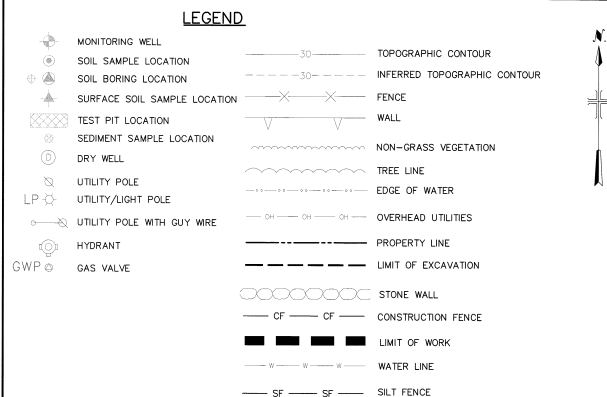 LEGEND
MONITORING WELL
SOIL SAMPLE LOCATION
SOIL BORING LOCATION
SURFACE SOIL SAMPLE LOCATION
TEST PIT LOCATION
SEDIMENT SAMPLE LOCATION
D DRY WELL
UTILITY POLE
LP UTILITY/LIGHT POLE
UTILITY POLE WITH GUY WIRE
HYDRANT
GWP GAS VALVE
30 TOPOGRAPHIC CONTOUR
30 INFERRED TOPOGRAPHIC CONTOUR
FENCE
WALL
NON-GRASS VEGETATION
TREE LINE
EDGE OF WATER
OH OH OH OVERHEAD UTILITIES
PROPERTY LINE
LIMIT OF EXCAVATION
STONE WALL
CF CF CONSTRUCTION FENCE
LIMIT OF WORK
W W W WATER LINE
SF SF SILT FENCE
N